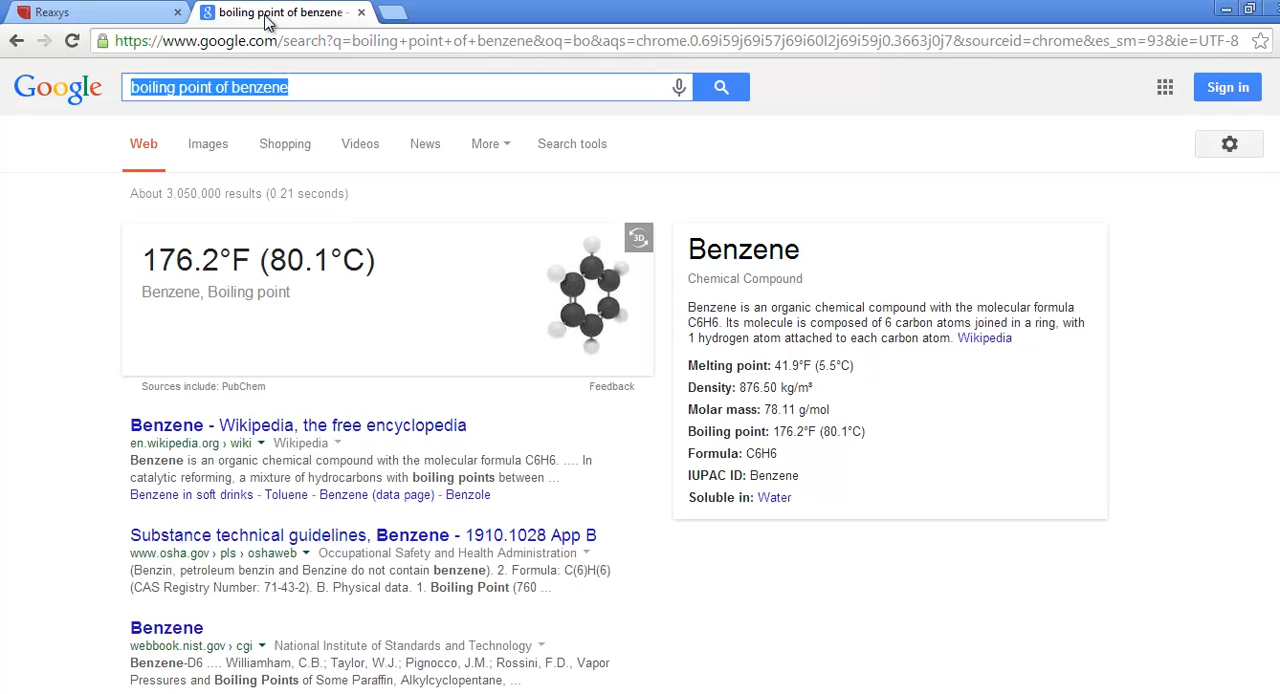 Reaxys
boiling point of benzene -
https://www.google.com/search?q=boiling+point+of+benzene&oq=bo&aqs=chrome.0.69i59j69i57j69i60l2j69i59j0.3663j0j7&sourceid=chrome&es_sm=93&ie=UTF-8
Google
boiling point of benzene
Sign in
Web Images Shopping Videos News More Search tools
About 3,050,000 results (0.21 seconds)
176.2°F (80.1°C)
Benzene, Boiling point
3D
Sources include: PubChem
Feedback
Benzene - Wikipedia, the free encyclopedia
en.wikipedia.org › wiki Wikipedia
Benzene is an organic chemical compound with the molecular formula C6H6. .... In
catalytic reforming, a mixture of hydrocarbons with boiling points between ...
Benzene in soft drinks - Toluene - Benzene (data page) - Benzole
Substance technical guidelines, Benzene - 1910.1028 App B
www.osha.gov › pls › oshaweb Occupational Safety and Health Administration
(Benzin, petroleum benzin and Benzine do not contain benzene). 2. Formula: C(6)H(6)
(CAS Registry Number: 71-43-2). B. Physical data. 1. Boiling Point (760 ...
Benzene
webbook.nist.gov › cgi National Institute of Standards and Technology
Benzene-D6 .... Williamham, C.B.; Taylor, W.J.; Pignocco, J.M.; Rossini, F.D., Vapor
Pressures and Boiling Points of Some Paraffin, Alkylcyclopentane, ...
Benzene
Chemical Compound
Benzene is an organic chemical compound with the molecular formula
C6H6. Its molecule is composed of 6 carbon atoms joined in a ring, with
1 hydrogen atom attached to each carbon atom. Wikipedia
Melting point: 41.9°F (5.5°C)
Density: 876.50 kg/m³
Molar mass: 78.11 g/mol
Boiling point: 176.2°F (80.1°C)
Formula: C6H6
IUPAC ID: Benzene
Soluble in: Water